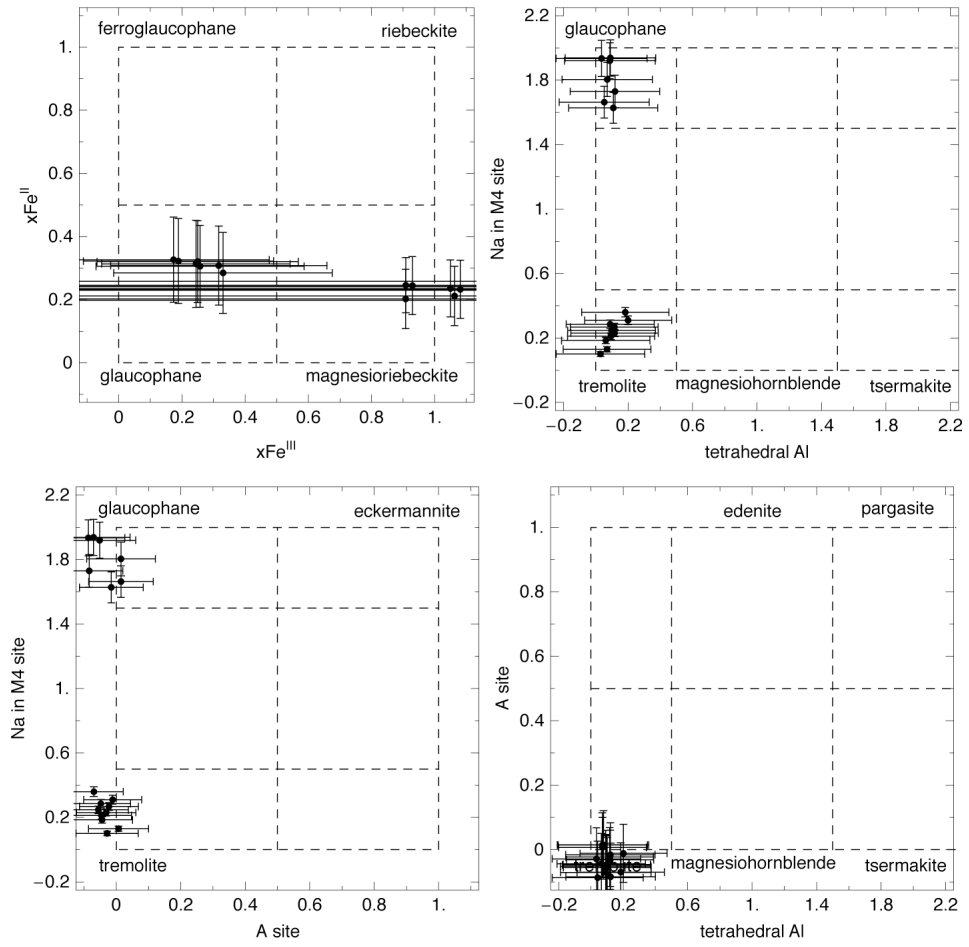 ferroglaucophane riebeckite
1.
0.8
0.6
xFeII
0.4
0.2
0
glaucophane magnesioriebeckite
0 0.2 0.4 0.6 0.8 1.
xFeIII
2.2 glaucophane
1.8
1.4
Na in M4 site
1.
0.6
0.2
tremolite magnesiohornblende tsermakite
−0.2
−0.2 0.2 0.6 1. 1.4 1.8 2.2
tetrahedral Al
2.2 glaucophane eckermannite
1.8
1.4
Na in M4 site
1.
0.6
0.2
tremolite
−0.2
0 0.2 0.4 0.6 0.8 1.
A site
edenite pargasite
1.
0.8
0.6
A site
0.4
0.2
0
tremolite magnesiohornblende tsermakite
−0.2 0.2 0.6 1. 1.4 1.8 2.2
tetrahedral Al